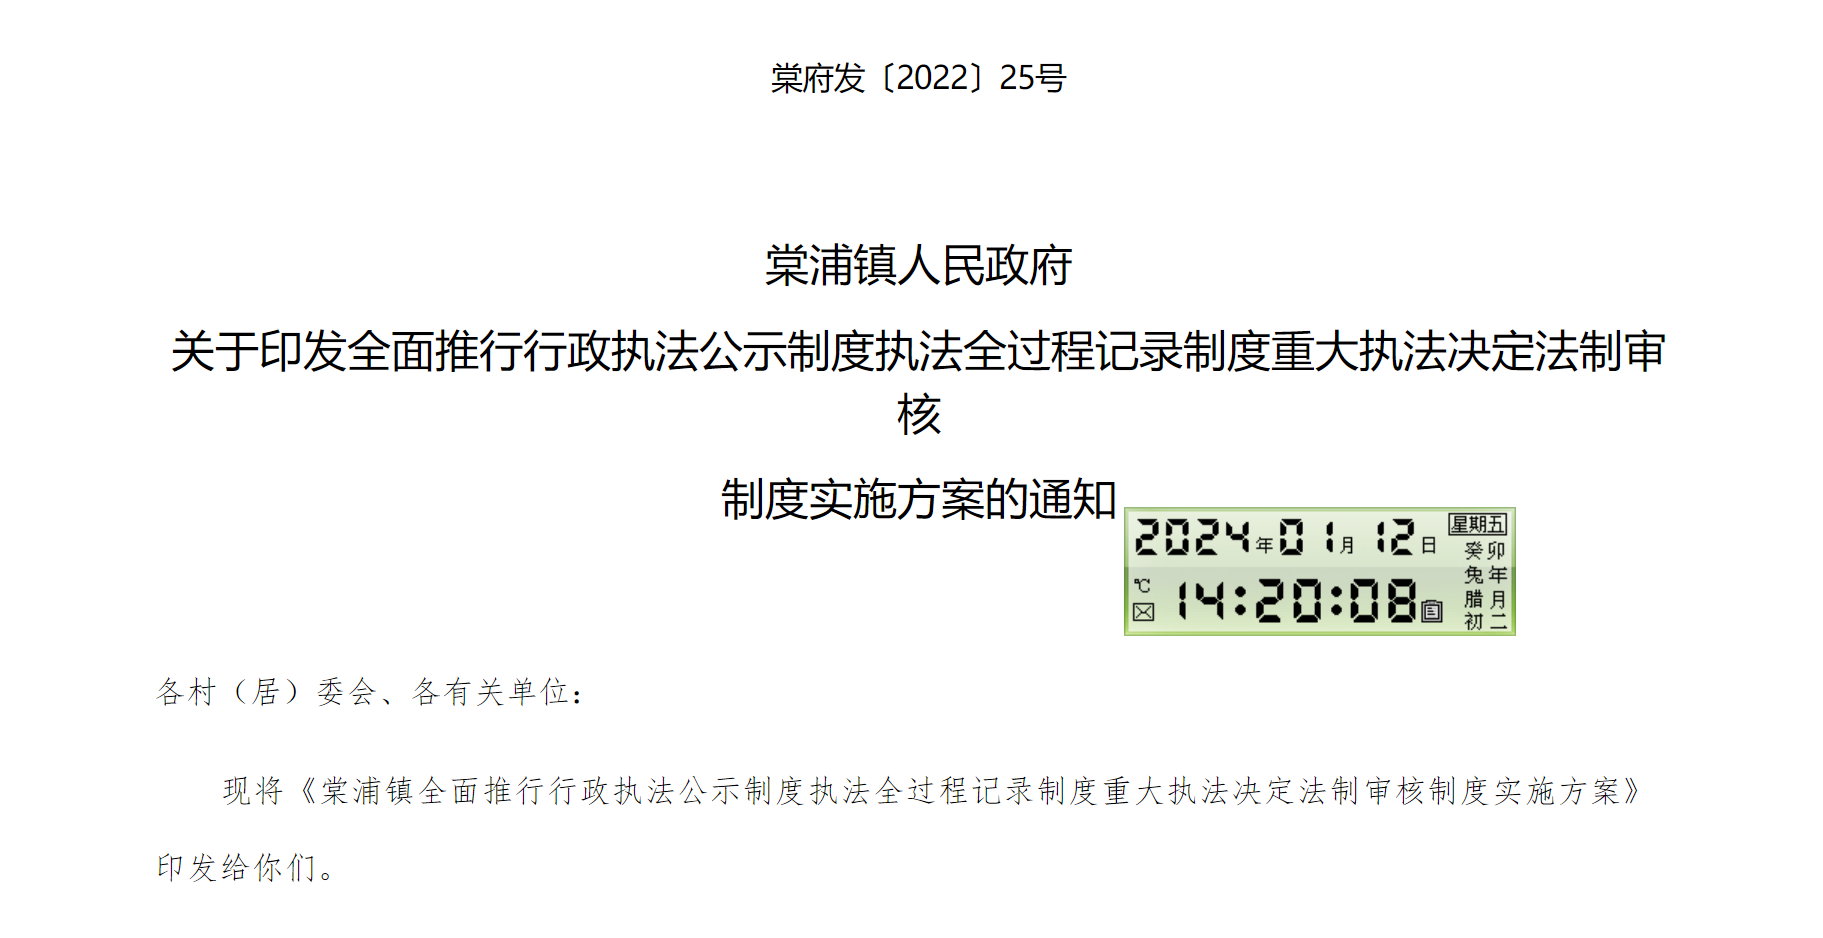 棠府发〔2022〕25号
棠浦镇人民政府
关于印发全面推行行政执法公示制度执法全过程记录制度重大执法决定法制审
核
制度实施方案的通知
2024年01月12日 星期五
癸卯
兔年
℃ 14:20:08
腊月
初二
各村（居）委会、各有关单位：
现将《棠浦镇全面推行行政执法公示制度执法全过程记录制度重大执法决定法制审核制度实施方案》
印发给你们。